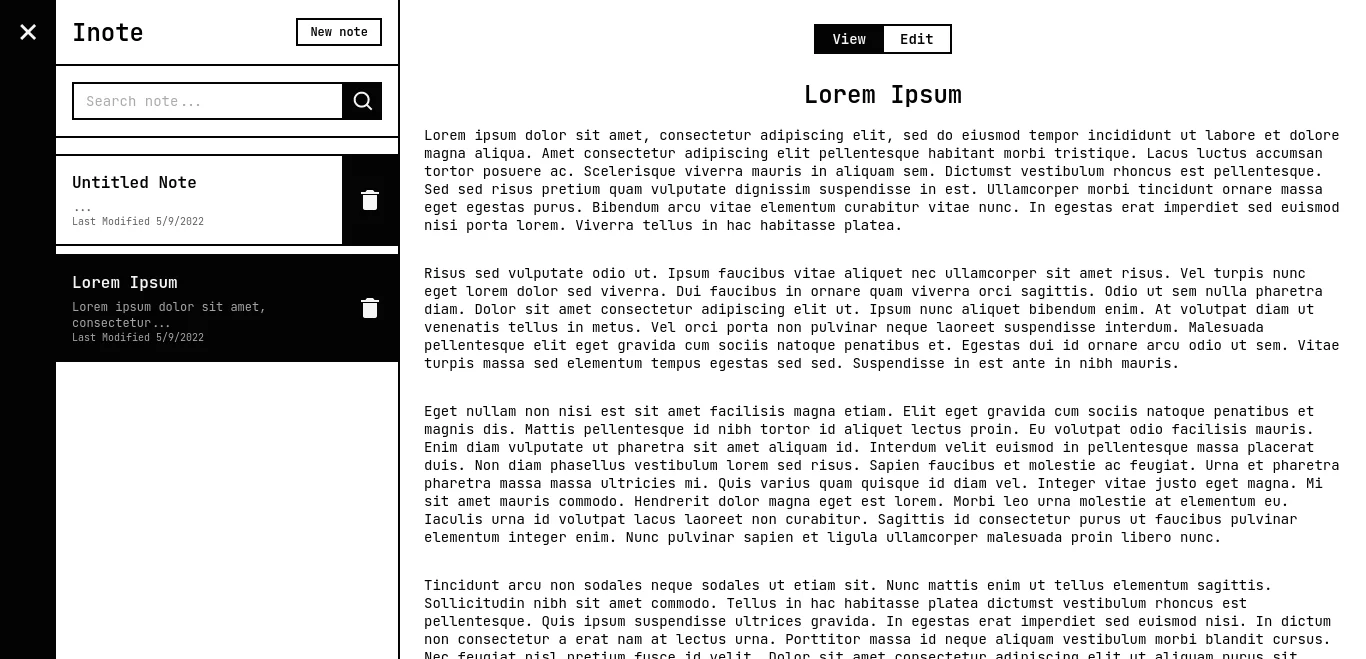 Inote
New note
Search note...
Untitled Note
...
Last Modified 5/9/2022
Lorem Ipsum
Lorem ipsum dolor sit amet,
consectetur...
Last Modified 5/9/2022
View Edit
Lorem Ipsum
Lorem ipsum dolor sit amet, consectetur adipiscing elit, sed do eiusmod tempor incididunt ut labore et dolore
magna aliqua. Amet consectetur adipiscing elit pellentesque habitant morbi tristique. Lacus luctus accumsan
tortor posuere ac. Scelerisque viverra mauris in aliquam sem. Dictumst vestibulum rhoncus est pellentesque.
Sed sed risus pretium quam vulputate dignissim suspendisse in est. Ullamcorper morbi tincidunt ornare massa
eget egestas purus. Bibendum arcu vitae elementum curabitur vitae nunc. In egestas erat imperdiet sed euismod
nisi porta lorem. Viverra tellus in hac habitasse platea.
Risus sed vulputate odio ut. Ipsum faucibus vitae aliquet nec ullamcorper sit amet risus. Vel turpis nunc
eget lorem dolor sed viverra. Dui faucibus in ornare quam viverra orci sagittis. Odio ut sem nulla pharetra
diam. Dolor sit amet consectetur adipiscing elit ut. Ipsum nunc aliquet bibendum enim. At volutpat diam ut
venenatis tellus in metus. Vel orci porta non pulvinar neque laoreet suspendisse interdum. Malesuada
pellentesque elit eget gravida cum sociis natoque penatibus et. Egestas dui id ornare arcu odio ut sem. Vitae
turpis massa sed elementum tempus egestas sed sed. Suspendisse in est ante in nibh mauris.
Eget nullam non nisi est sit amet facilisis magna etiam. Elit eget gravida cum sociis natoque penatibus et
magnis dis. Mattis pellentesque id nibh tortor id aliquet lectus proin. Eu volutpat odio facilisis mauris.
Enim diam vulputate ut pharetra sit amet aliquam id. Interdum velit euismod in pellentesque massa placerat
duis. Non diam phasellus vestibulum lorem sed risus. Sapien faucibus et molestie ac feugiat. Urna et pharetra
pharetra massa massa ultricies mi. Quis varius quam quisque id diam vel. Integer vitae justo eget magna. Mi
sit amet mauris commodo. Hendrerit dolor magna eget est lorem. Morbi leo urna molestie at elementum eu.
Iaculis urna id volutpat lacus laoreet non curabitur. Sagittis id consectetur purus ut faucibus pulvinar
elementum integer enim. Nunc pulvinar sapien et ligula ullamcorper malesuada proin libero nunc.
Tincidunt arcu non sodales neque sodales ut etiam sit. Nunc mattis enim ut tellus elementum sagittis.
Sollicitudin nibh sit amet commodo. Tellus in hac habitasse platea dictumst vestibulum rhoncus est
pellentesque. Quis ipsum suspendisse ultrices gravida. In egestas erat imperdiet sed euismod nisi. In dictum
non consectetur a erat nam at lectus urna. Porttitor massa id neque aliquam vestibulum morbi blandit cursus.
Nec feugiat nisl pretium fusce id velit. Dolor sit amet consectetur adipiscing elit ut aliquam purus sit